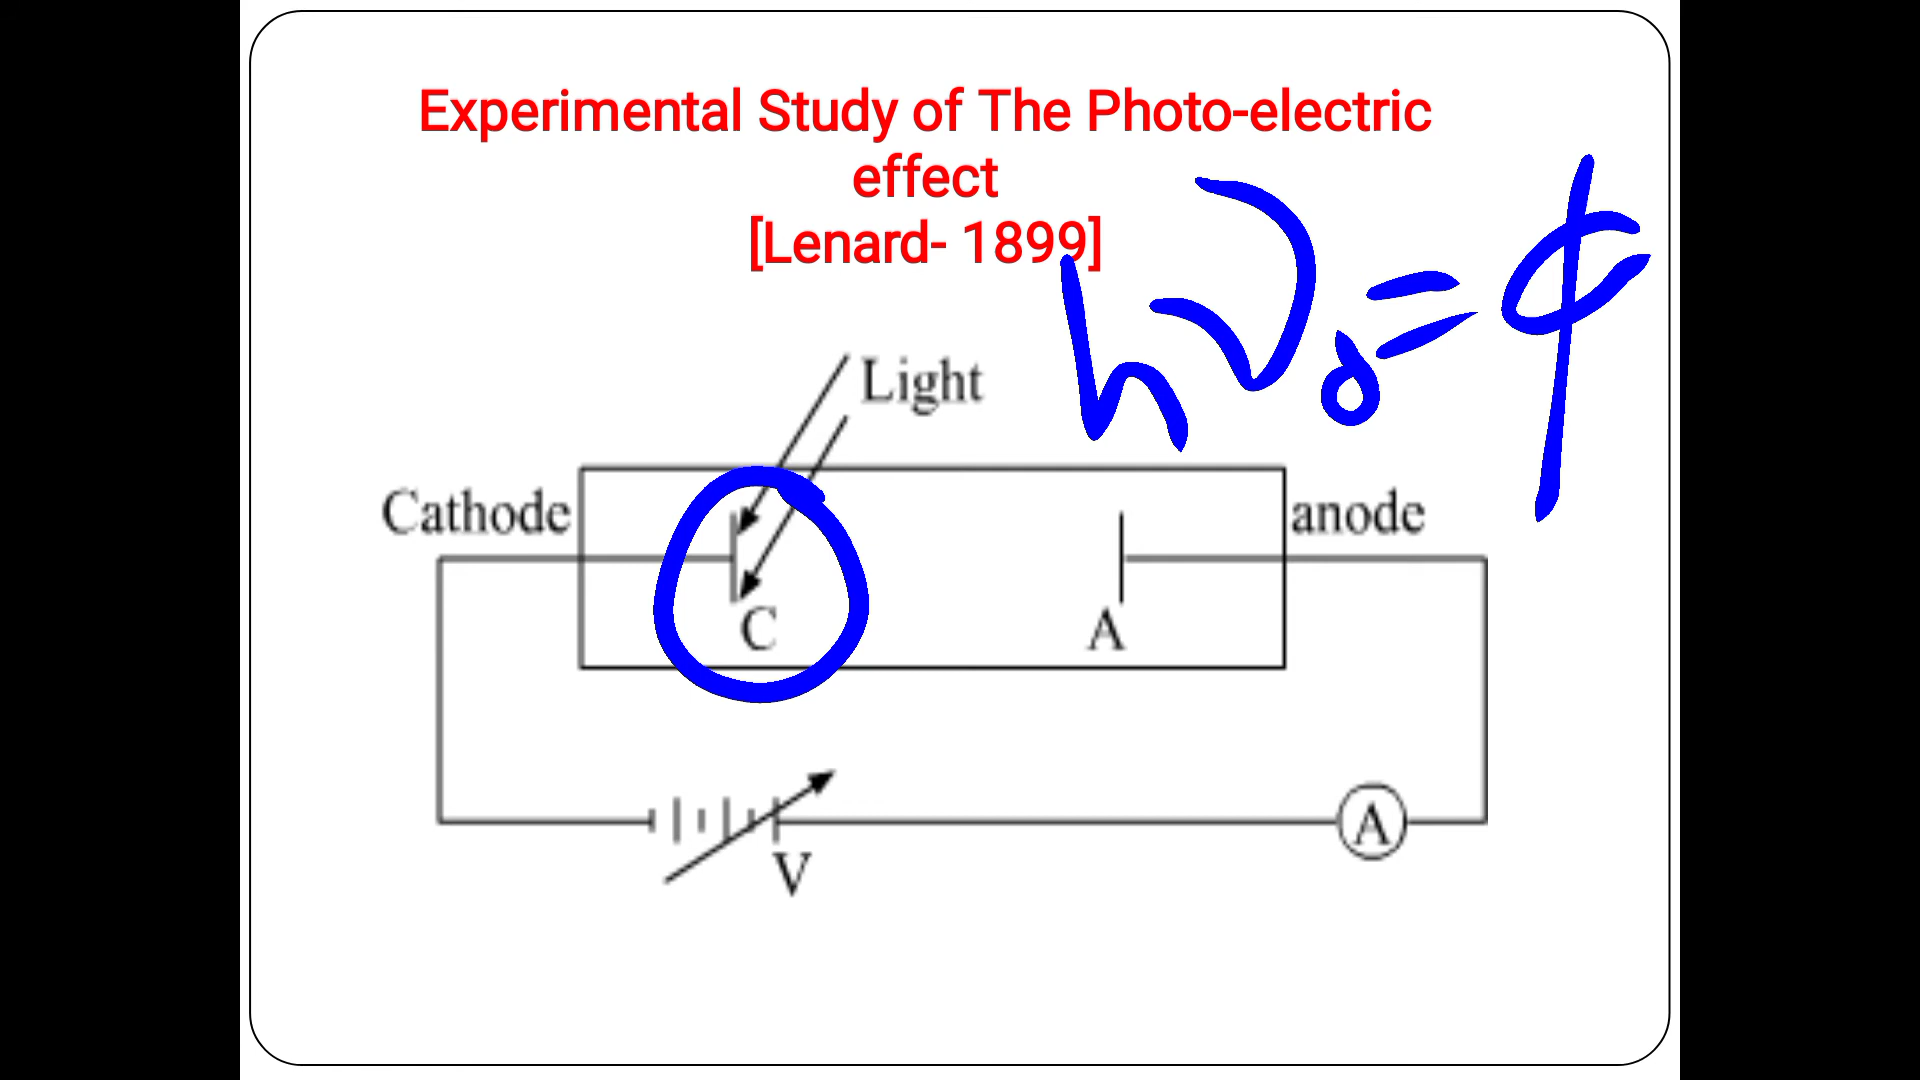 Experimental Study of The Photo-electric
effect
[Lenard- 1899]
hν₀=ϕ
Light
Cathode
anode
C
A
V
A